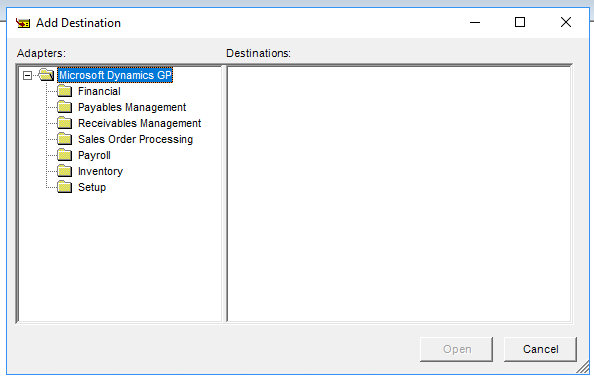 Add Destination
Adapters: Destinations:
Microsoft Dynamics GP
Financial
Payables Management
Receivables Management
Sales Order Processing
Payroll
Inventory
Setup
Open Cancel